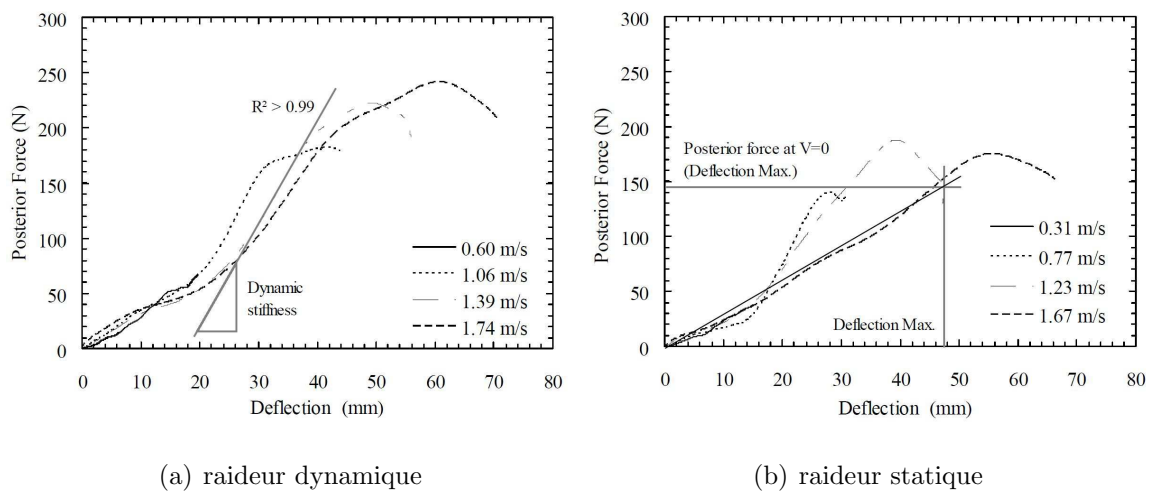 300
250
200
150
100
50
0
Posterior Force (N)
R² > 0.99
Dynamic
stiffness
0.60 m/s
1.06 m/s
1.39 m/s
1.74 m/s
0 10 20 30 40 50 60 70 80
Deflection (mm)
(a) raideur dynamique
300
250
200
150
100
50
0
Posterior Force (N)
Posterior force at V=0
(Deflection Max.)
Deflection Max.
0.31 m/s
0.77 m/s
1.23 m/s
1.67 m/s
0 10 20 30 40 50 60 70 80
Deflection (mm)
(b) raideur statique